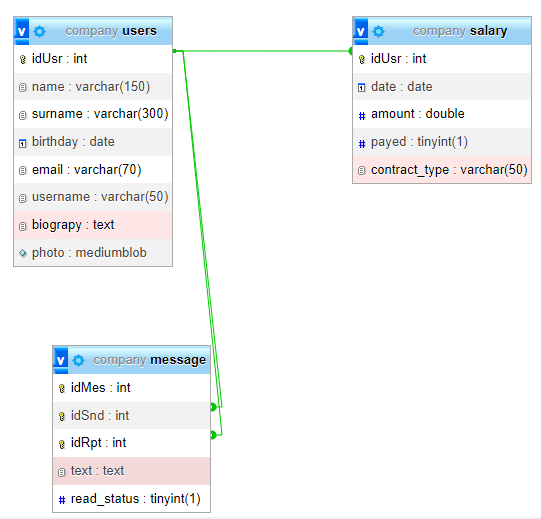 v company users
idUsr : int
name : varchar(150)
surname : varchar(300)
birthday : date
email : varchar(70)
username : varchar(50)
biograpy : text
photo : mediumblob
v company salary
idUsr : int
date : date
# amount : double
# payed : tinyint(1)
contract_type : varchar(50)
v company message
idMes : int
idSnd : int
idRpt : int
text : text
# read_status : tinyint(1)